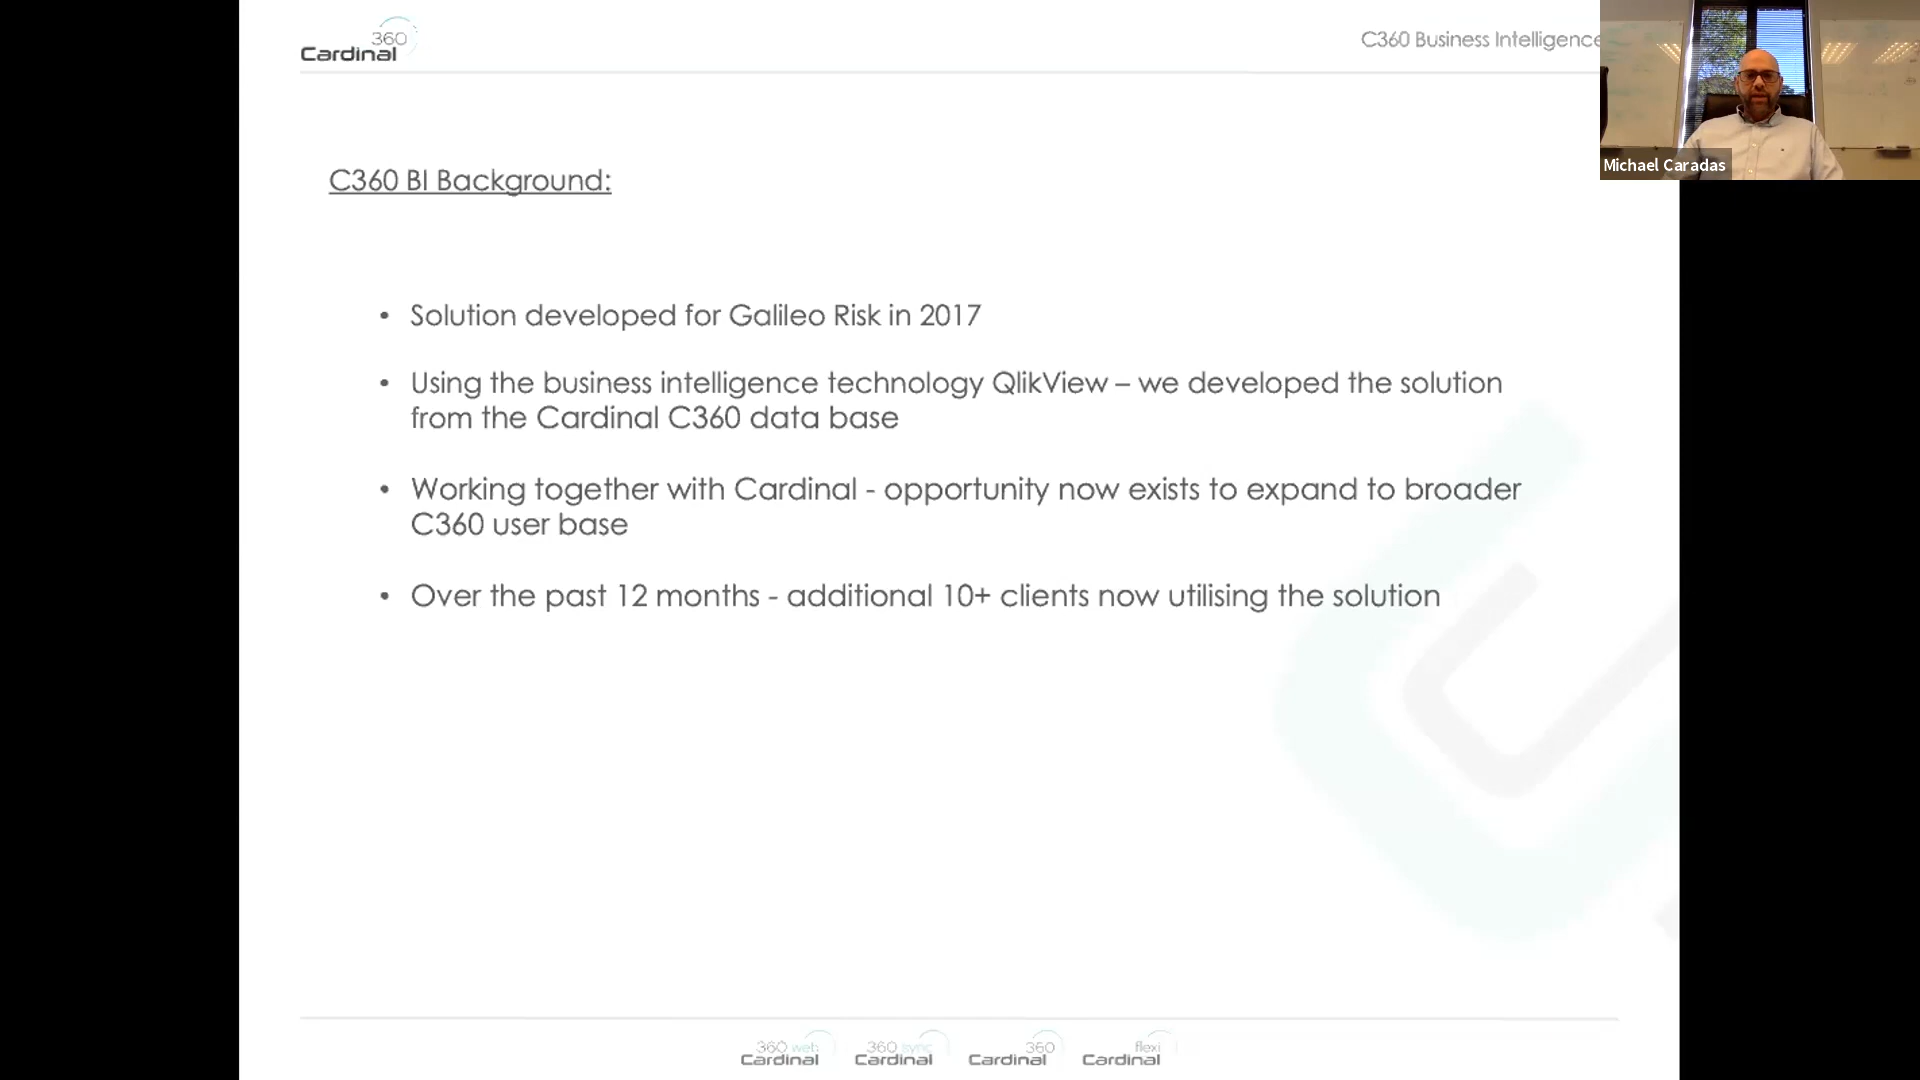 360
Cardinal
C360 Business Intelligence
Michael Caradas
C360 BI Background:
• Solution developed for Galileo Risk in 2017
• Using the business intelligence technology QlikView – we developed the solution
from the Cardinal C360 data base
• Working together with Cardinal - opportunity now exists to expand to broader
C360 user base
• Over the past 12 months - additional 10+ clients now utilising the solution
360 web
Cardinal
360 sync
Cardinal
360
Cardinal
flexi
Cardinal